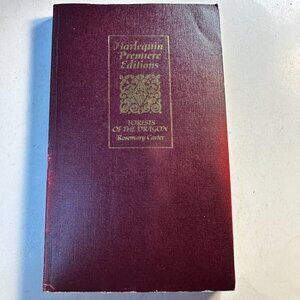 Harlequin
Premiere
Editions
FORESTS
OF THE DRAGON
Rosemary Carter